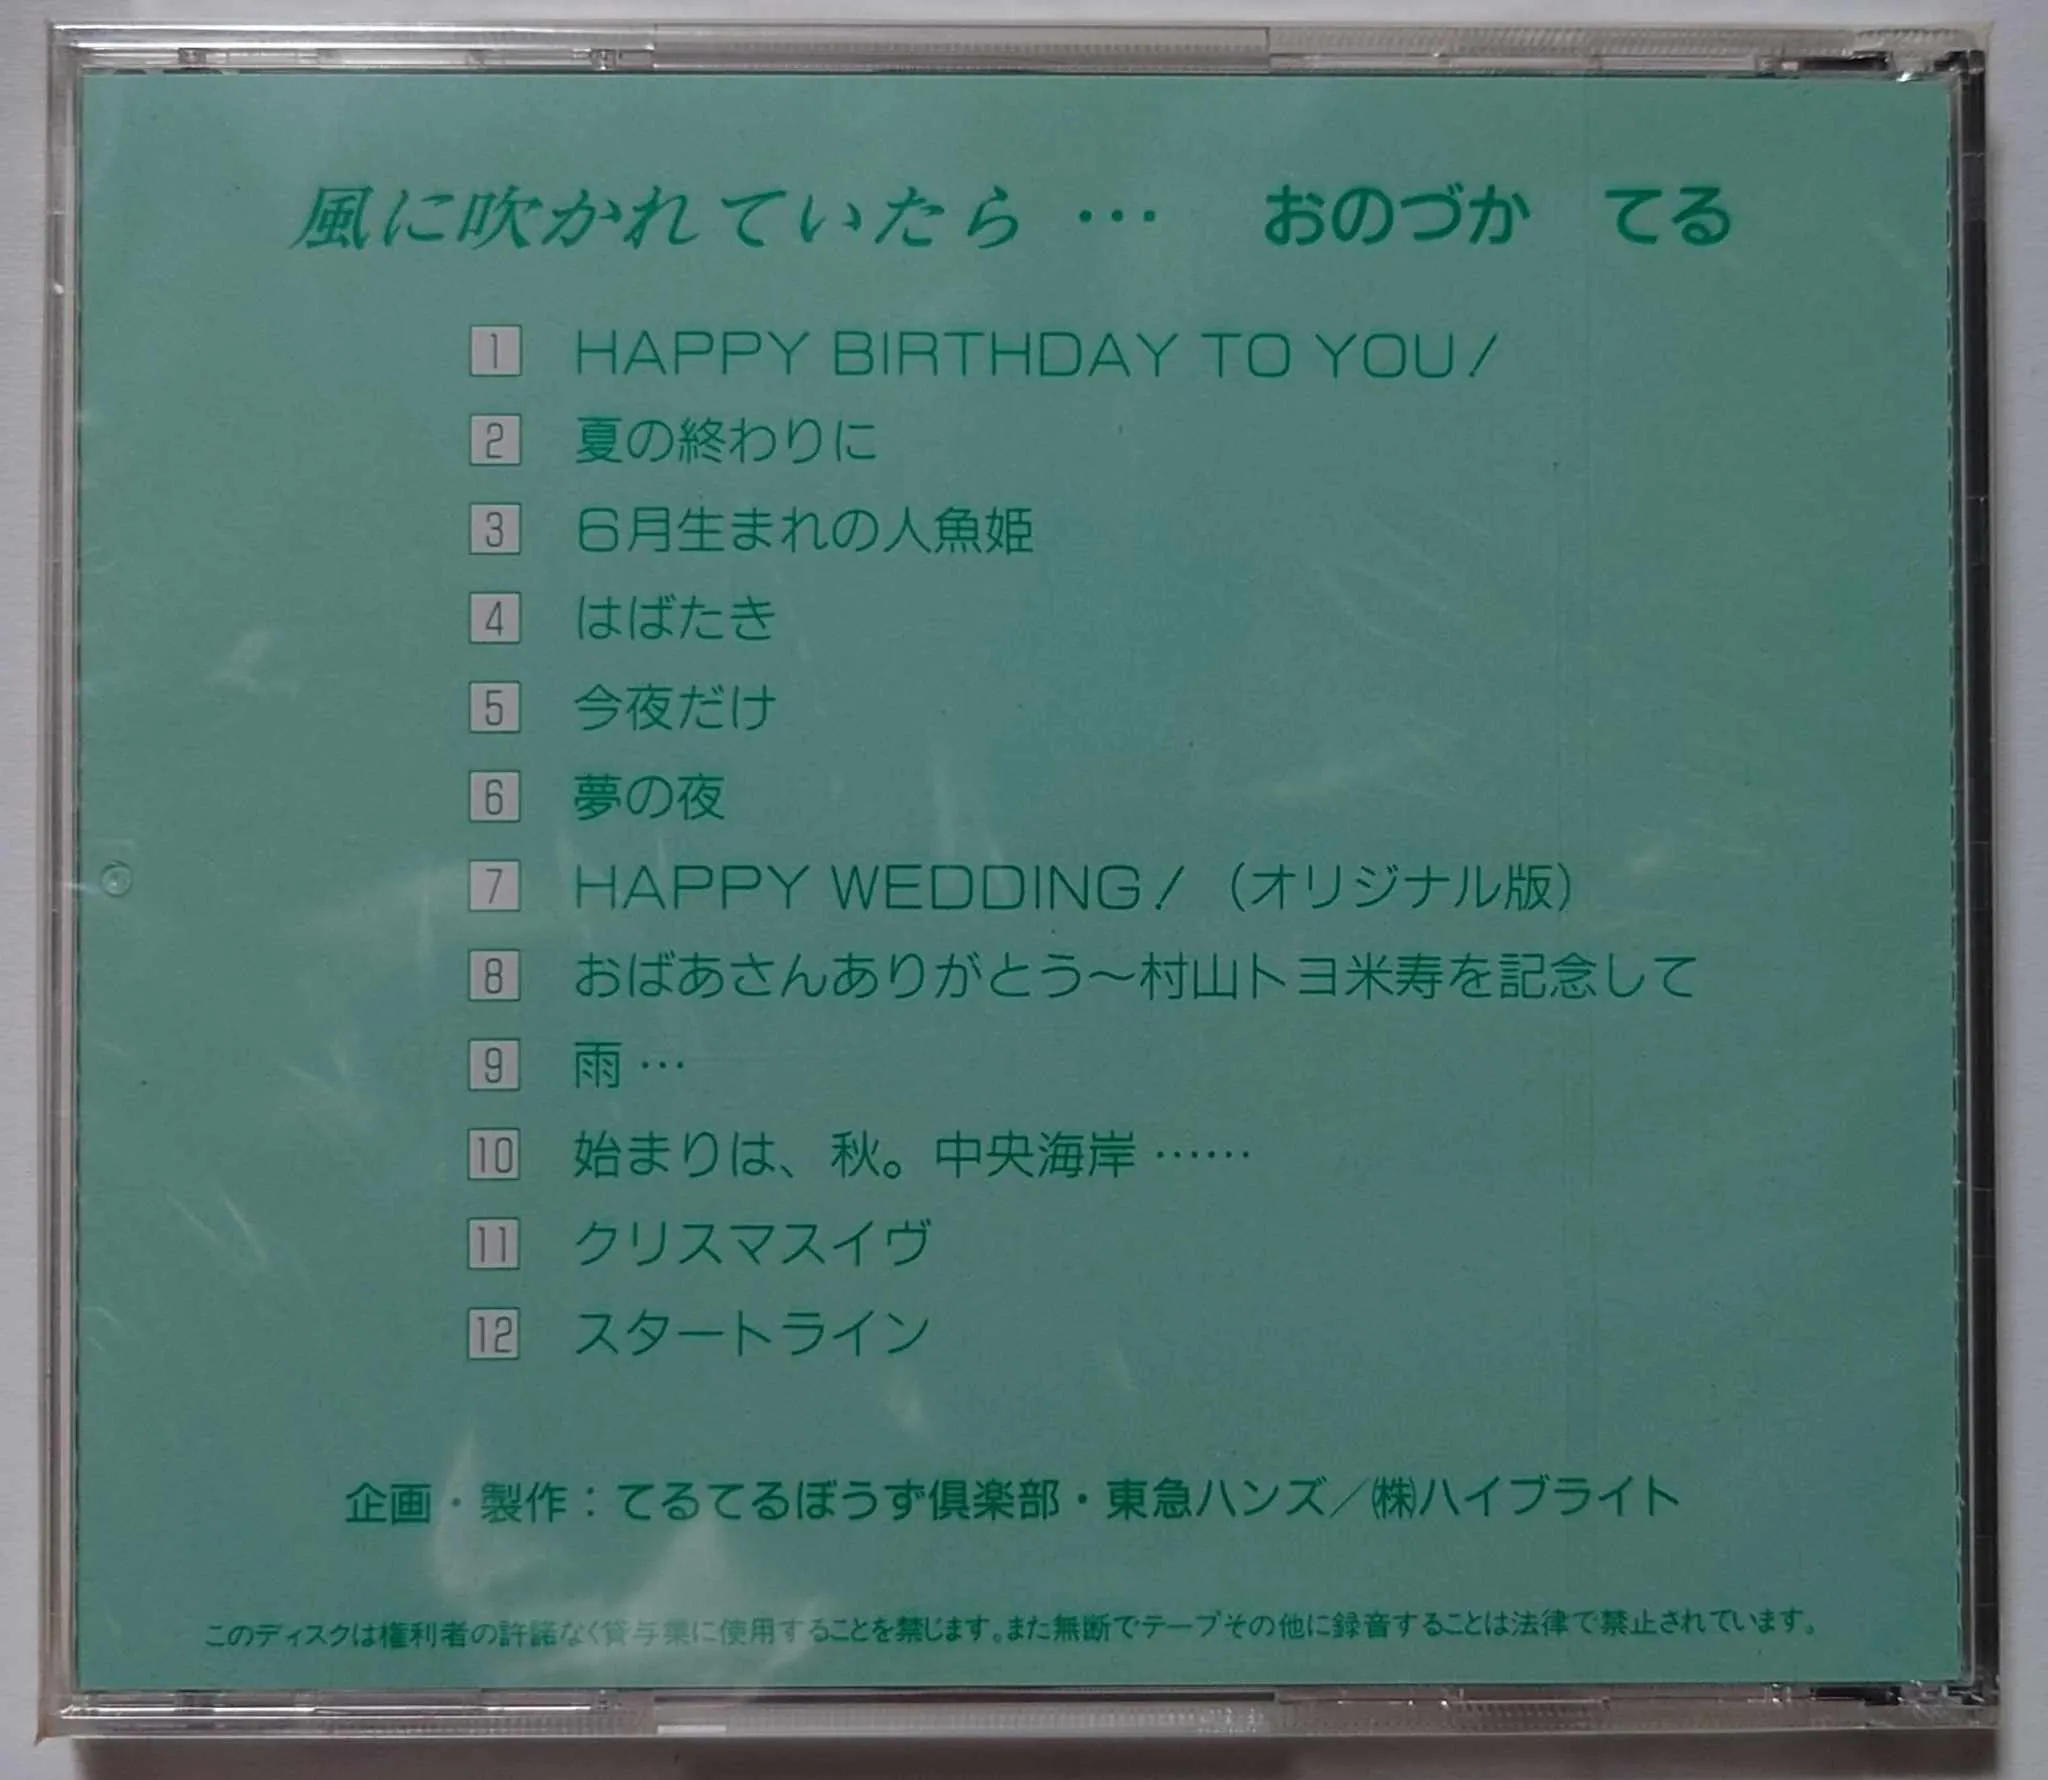 風に吹かれていたら… おのづか てる
1 HAPPY BIRTHDAY TO YOU!
2 夏の終わりに
3 6月生まれの人魚姫
4 はばたき
5 今夜だけ
6 夢の夜
7 HAPPY WEDDING!（オリジナル版）
8 おばあさんありがとう〜村山トヨ米寿を記念して
9 雨…
10 始まりは、秋。中央海岸……
11 クリスマスイヴ
12 スタートライン
企画・製作：てるてるぼうず倶楽部・東急ハンズ／㈱ハイブライト
このディスクは権利者の許諾なく貸与業に使用することを禁じます。また無断でテープその他に録音することは法律で禁止されています。